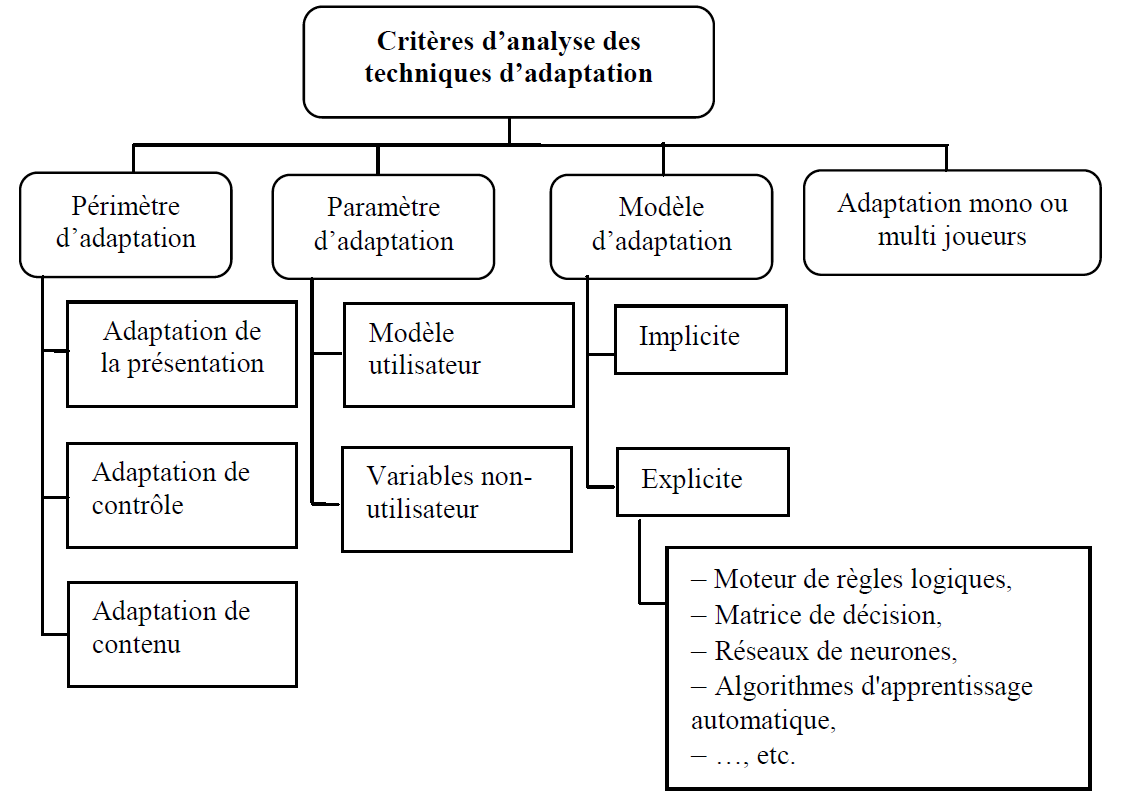 Critères d'analyse des
techniques d'adaptation
Périmètre
d'adaptation
Paramètre
d'adaptation
Modèle
d'adaptation
Adaptation mono ou
multi joueurs
Adaptation de
la présentation
Adaptation de
contrôle
Adaptation de
contenu
Modèle
utilisateur
Variables non-
utilisateur
Implicite
Explicite
– Moteur de règles logiques,
– Matrice de décision,
– Réseaux de neurones,
– Algorithmes d'apprentissage
automatique,
– …, etc.